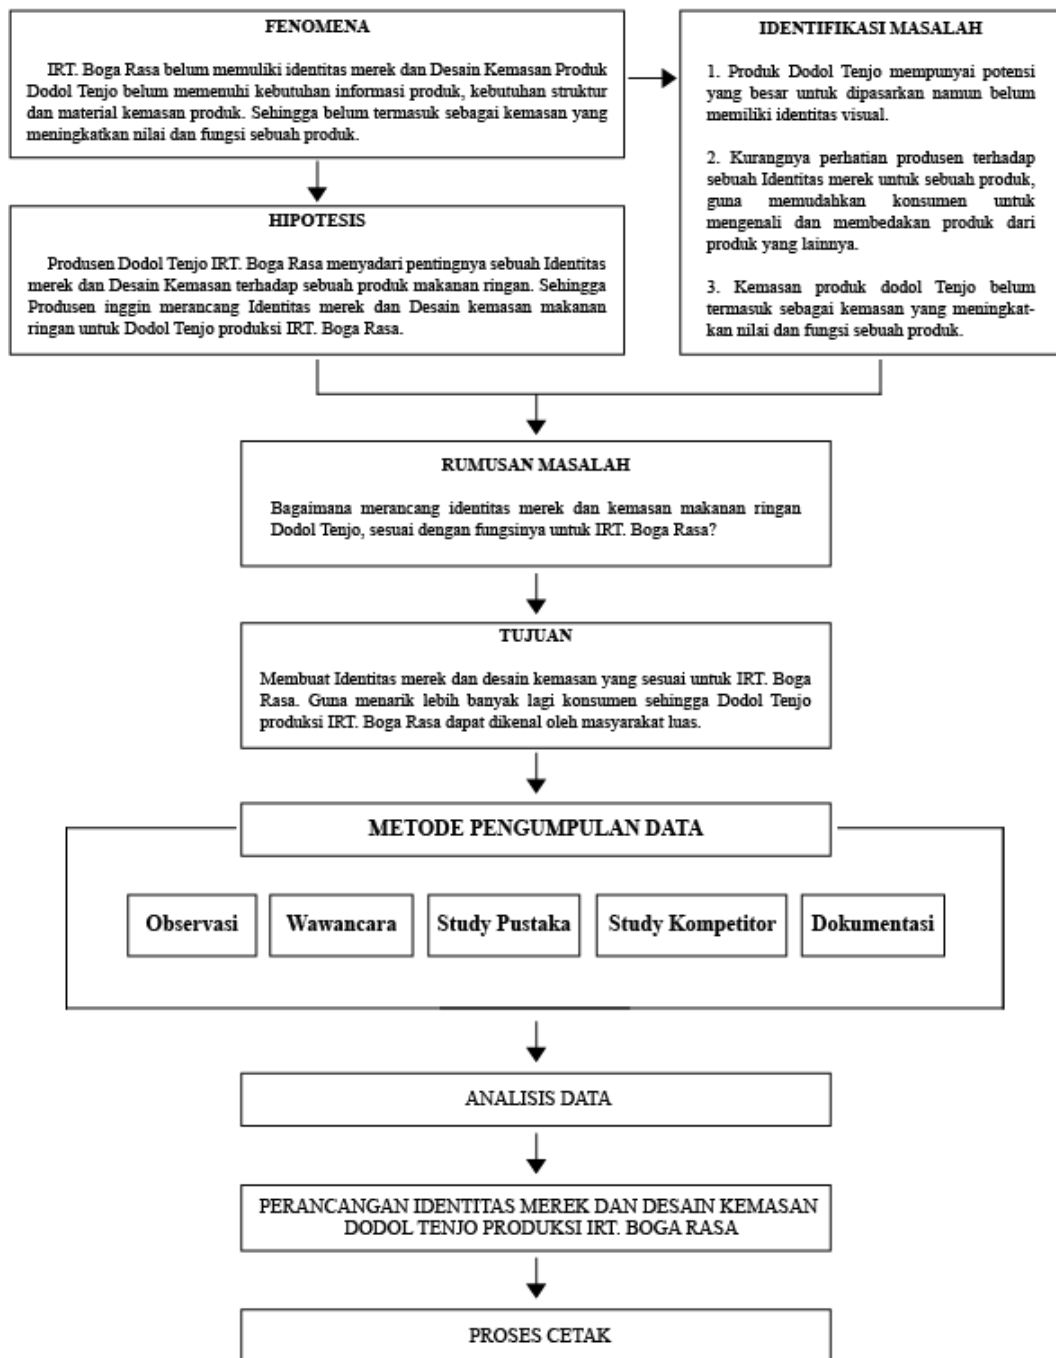 FENOMENA
IRT. Boga Rasa belum memuliki identitas merek dan Desain Kemasan Produk
Dodol Tenjo belum memenuhi kebutuhan informasi produk, kebutuhan struktur
dan material kemasan produk. Sehingga belum termasuk sebagai kemasan yang
meningkatkan nilai dan fungsi sebuah produk.
IDENTIFIKASI MASALAH
1. Produk Dodol Tenjo mempunyai potensi
yang besar untuk dipasarkan namun belum
memiliki identitas visual.
2. Kurangnya perhatian produsen terhadap
sebuah Identitas merek untuk sebuah produk,
guna memudahkan konsumen untuk
mengenali dan membedakan produk dari
produk yang lainnya.
3. Kemasan produk dodol Tenjo belum
termasuk sebagai kemasan yang meningkat-
kan nilai dan fungsi sebuah produk.
HIPOTESIS
Produsen Dodol Tenjo IRT. Boga Rasa menyadari pentingnya sebuah Identitas
merek dan Desain Kemasan terhadap sebuah produk makanan ringan. Sehingga
Produsen inggin merancang Identitas merek dan Desain kemasan makanan
ringan untuk Dodol Tenjo produksi IRT. Boga Rasa.
RUMUSAN MASALAH
Bagaimana merancang identitas merek dan kemasan makanan ringan
Dodol Tenjo, sesuai dengan fungsinya untuk IRT. Boga Rasa?
TUJUAN
Membuat Identitas merek dan desain kemasan yang sesuai untuk IRT. Boga
Rasa. Guna menarik lebih banyak lagi konsumen sehingga Dodol Tenjo
produksi IRT. Boga Rasa dapat dikenal oleh masyarakat luas.
METODE PENGUMPULAN DATA
Observasi
Wawancara
Study Pustaka
Study Kompetitor
Dokumentasi
ANALISIS DATA
PERANCANGAN IDENTITAS MEREK DAN DESAIN KEMASAN
DODOL TENJO PRODUKSI IRT. BOGA RASA
PROSES CETAK